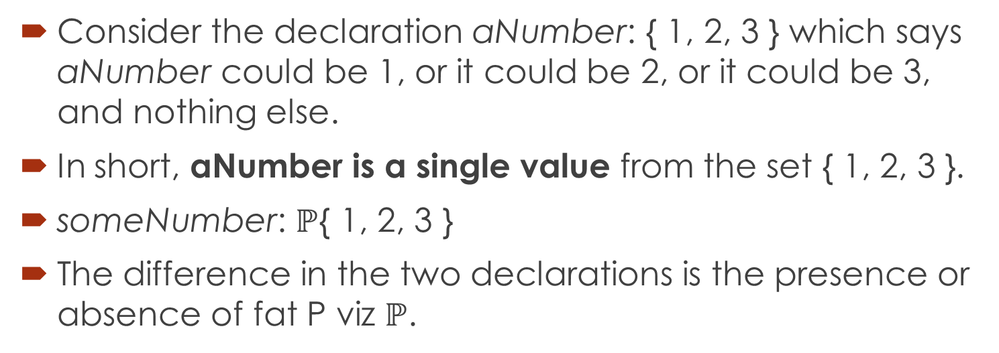 Consider the declaration aNumber: { 1, 2, 3 } which says
aNumber could be 1, or it could be 2, or it could be 3,
and nothing else.
In short, aNumber is a single value from the set { 1, 2, 3 }.
someNumber: ℙ{ 1, 2, 3 }
The difference in the two declarations is the presence or
absence of fat P viz ℙ.